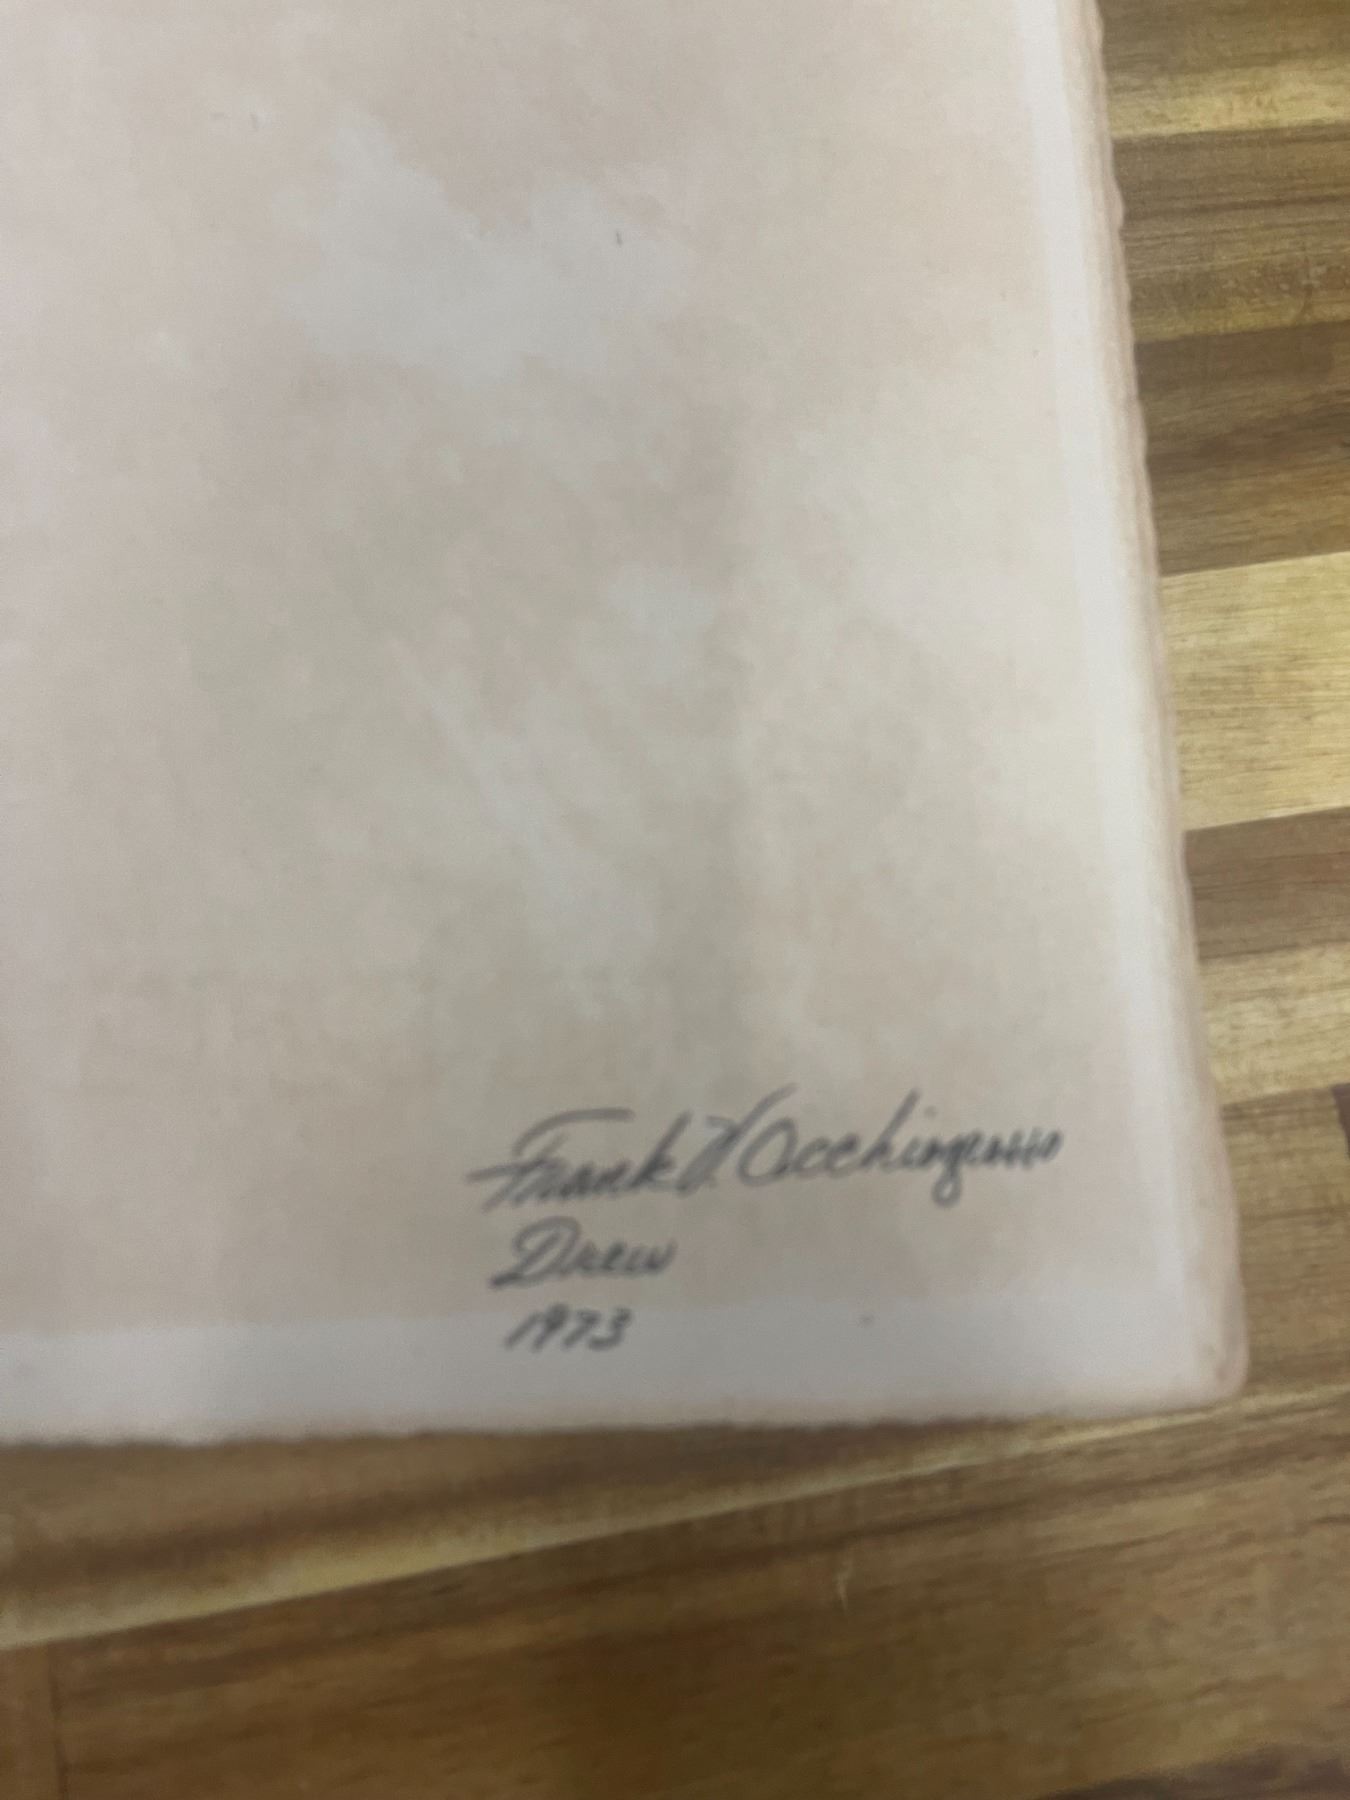 Frank V. Occhiogrosso
Drew
1973